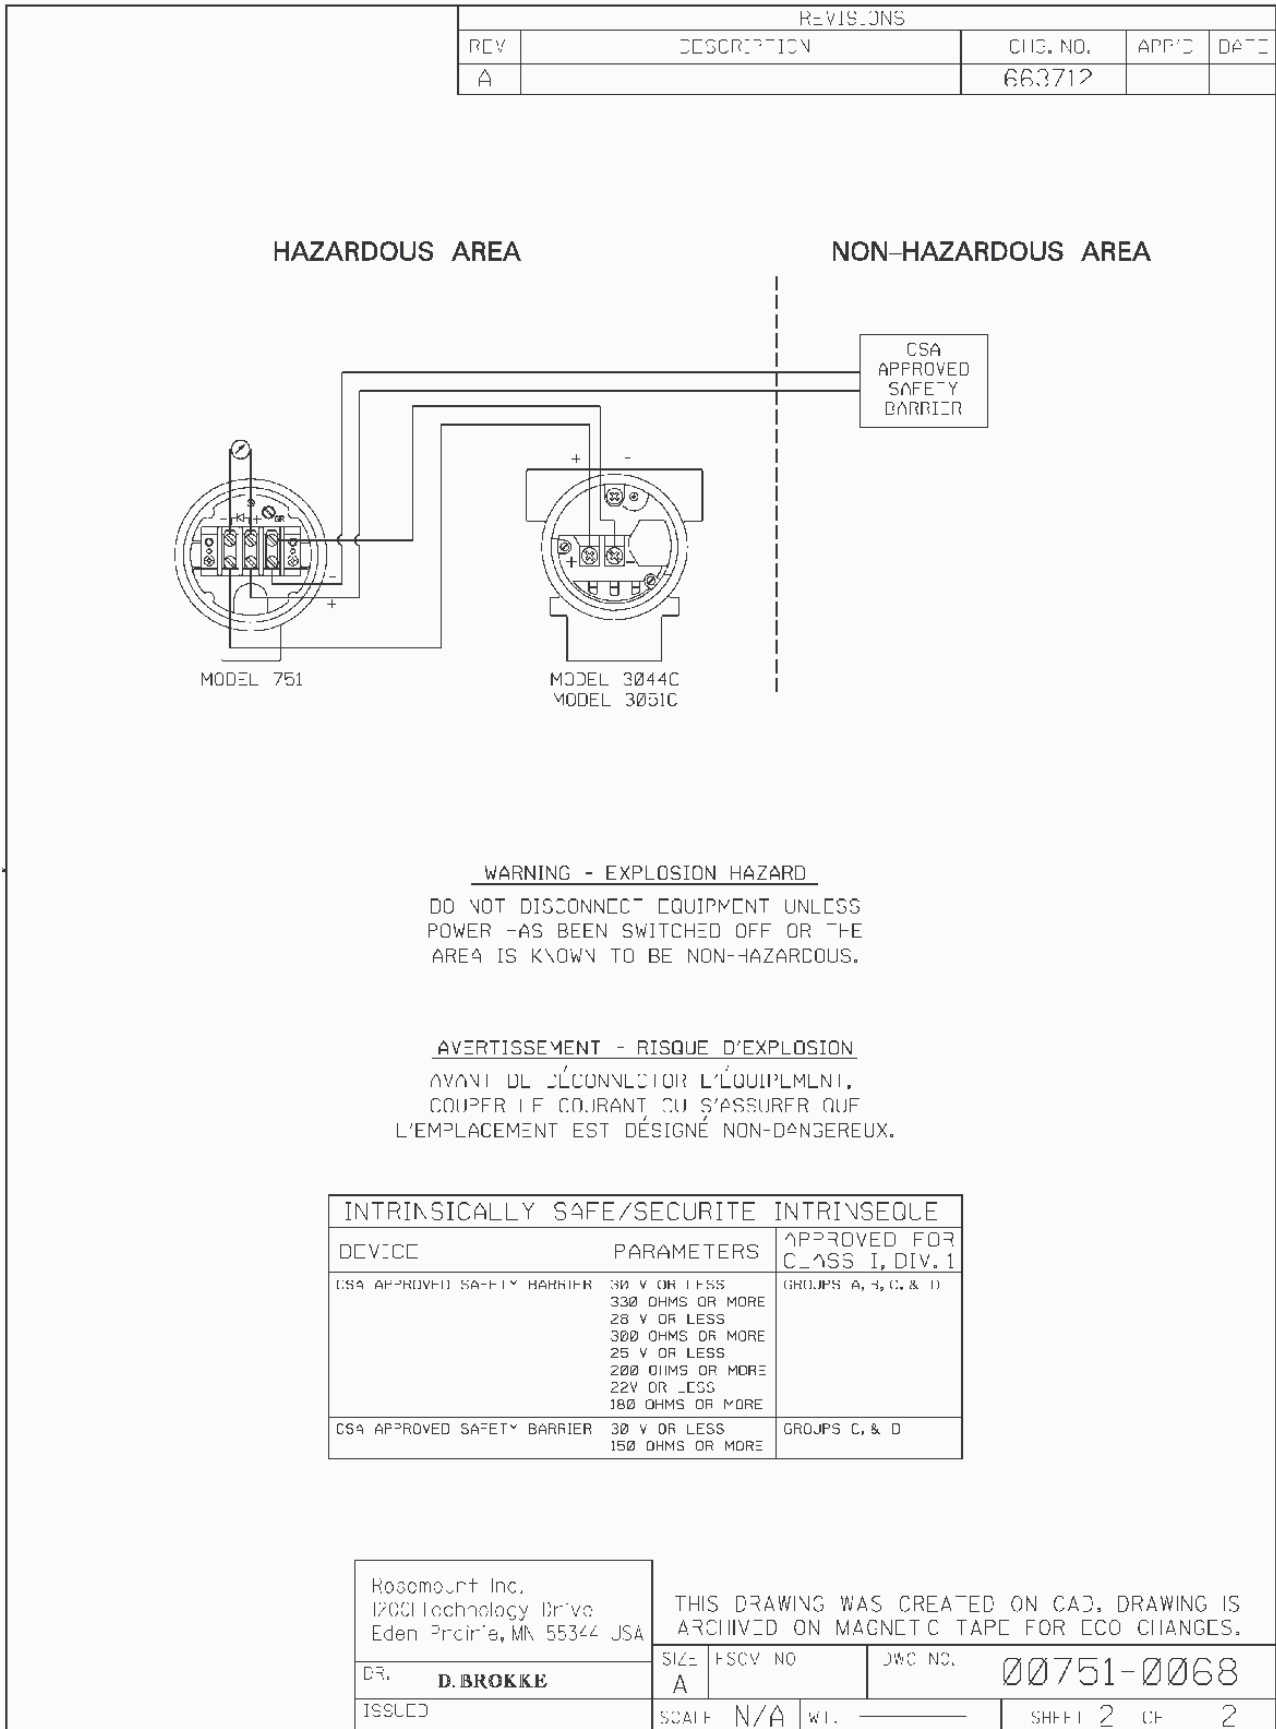 REVISIONS
REV DESCRIPTION CHG. NO. APP'D DATE
A 663712
HAZARDOUS AREA NON-HAZARDOUS AREA
CSA
APPROVED
SAFETY
BARRIER
+ -
- +
GR
+ -
-
+
MODEL 751
MODEL 3044C
MODEL 3051C
WARNING - EXPLOSION HAZARD
DO NOT DISCONNECT EQUIPMENT UNLESS
POWER HAS BEEN SWITCHED OFF OR THE
AREA IS KNOWN TO BE NON-HAZARDOUS.
AVERTISSEMENT - RISQUE D'EXPLOSION
AVANT DE DÉCONNECTOR L'ÉQUIPEMENT,
COUPER LE COURANT OU S'ASSURER QUE
L'EMPLACEMENT EST DÉSIGNÉ NON-DANGEREUX.
INTRINSICALLY SAFE/SECURITE INTRINSEQUE
DEVICE PARAMETERS APPROVED FOR
CLASS I, DIV. 1
CSA APPROVED SAFETY BARRIER 30 V OR LESS GROUPS A, B, C, & D
330 OHMS OR MORE
28 V OR LESS
300 OHMS OR MORE
25 V OR LESS
200 OHMS OR MORE
22V OR LESS
180 OHMS OR MORE
CSA APPROVED SAFETY BARRIER 30 V OR LESS GROUPS C, & D
150 OHMS OR MORE
Rosemount Inc.
12001 Technology Drive
Eden Prairie, MN 55344 USA
THIS DRAWING WAS CREATED ON CAD. DRAWING IS
ARCHIVED ON MAGNETIC TAPE FOR ECO CHANGES.
DR. D. BROKKE
SIZE A FSCM NO DWG NO. 00751-0068
ISSUED
SCALE N/A WT. SHEET 2 OF 2